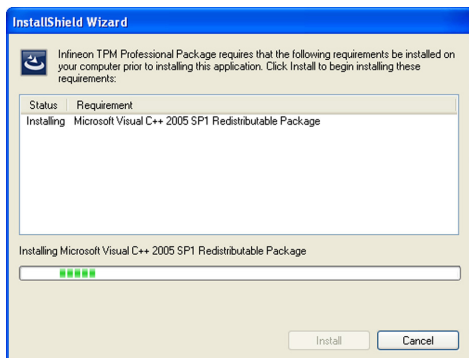 InstallShield Wizard
Infineon TPM Professional Package requires that the following requirements be installed on
your computer prior to installing this application. Click Install to begin installing these
requirements:
Status Requirement
Installing Microsoft Visual C++ 2005 SP1 Redistributable Package
Installing Microsoft Visual C++ 2005 SP1 Redistributable Package
Install Cancel